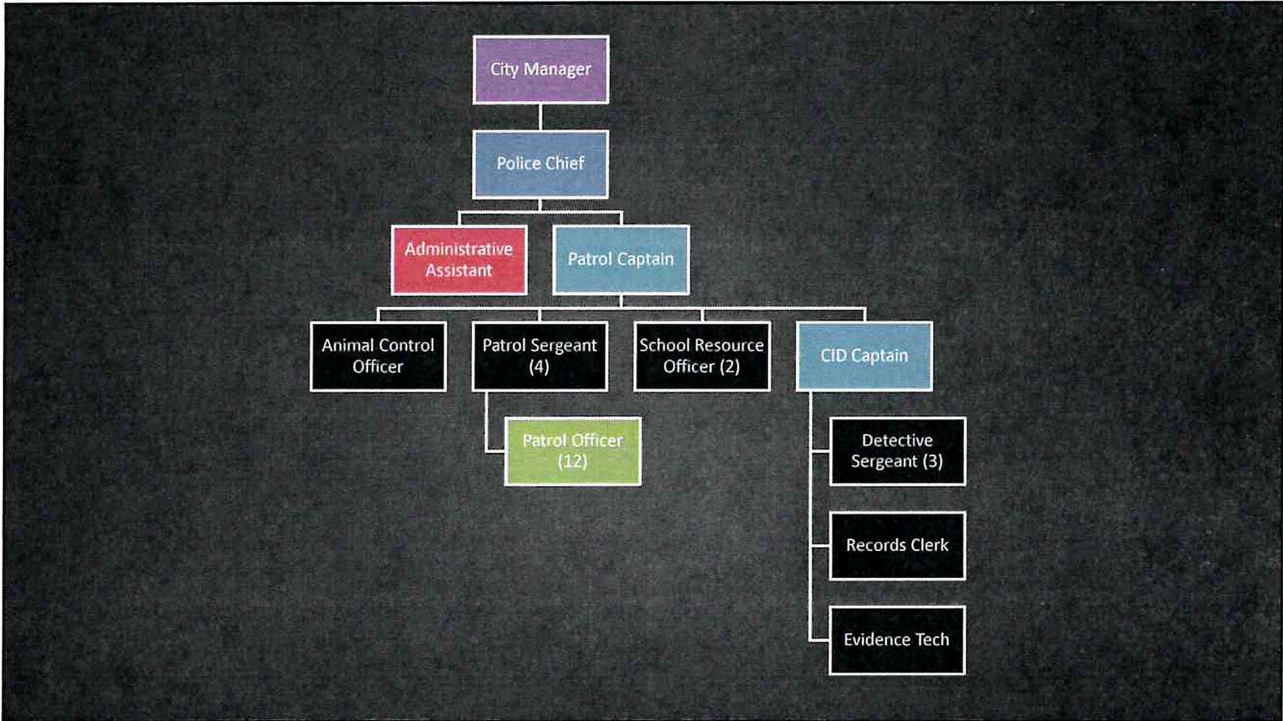 City Manager
Police Chief
Administrative
Assistant
Patrol Captain
Animal Control
Officer
Patrol Sergeant
(4)
School Resource
Officer (2)
CID Captain
Patrol Officer
(12)
Detective
Sergeant (3)
Records Clerk
Evidence Tech